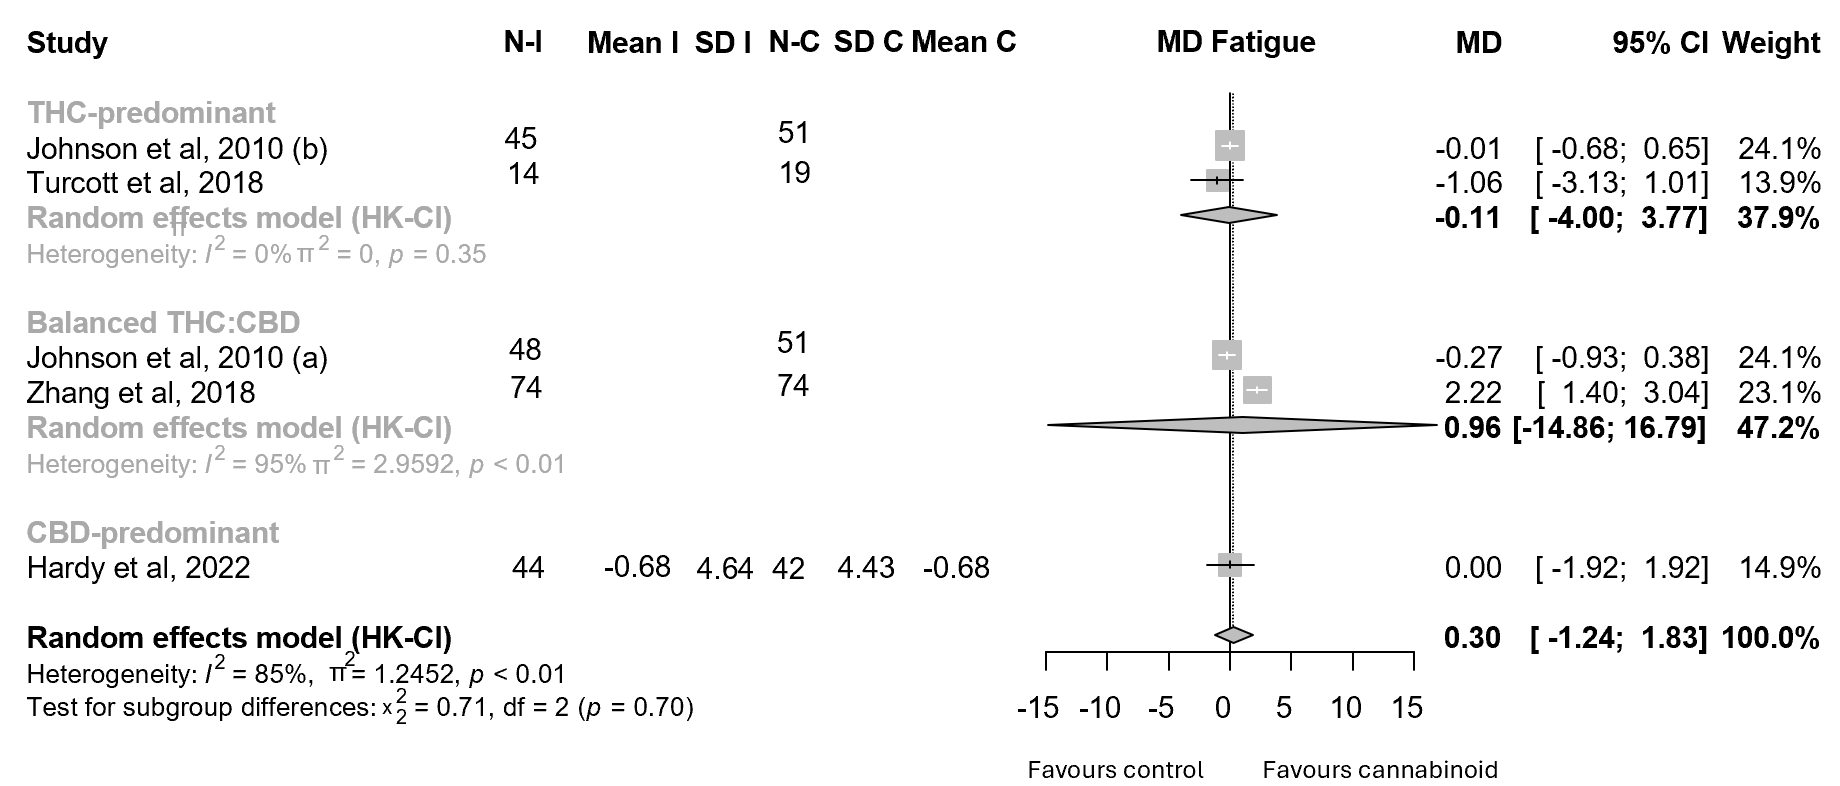 Study N-I Mean I SD I N-C SD C Mean C MD Fatigue MD 95% CI Weight
THC-predominant
Johnson et al, 2010 (b) 45 51 -0.01 [ -0.68; 0.65] 24.1%
Turcott et al, 2018 14 19 -1.06 [ -3.13; 1.01] 13.9%
Random effects model (HK-CI) -0.11 [ -4.00; 3.77] 37.9%
Heterogeneity: I² = 0% π² = 0, p = 0.35
Balanced THC:CBD
Johnson et al, 2010 (a) 48 51 -0.27 [ -0.93; 0.38] 24.1%
Zhang et al, 2018 74 74 2.22 [ 1.40; 3.04] 23.1%
Random effects model (HK-CI) 0.96 [-14.86; 16.79] 47.2%
Heterogeneity: I² = 95% π² = 2.9592, p < 0.01
CBD-predominant
Hardy et al, 2022 44 -0.68 4.64 42 4.43 -0.68 0.00 [ -1.92; 1.92] 14.9%
Random effects model (HK-CI) 0.30 [ -1.24; 1.83] 100.0%
Heterogeneity: I² = 85%, π² = 1.2452, p < 0.01
Test for subgroup differences: x²₂ = 0.71, df = 2 (p = 0.70)
-15 -10 -5 0 5 10 15
Favours control Favours cannabinoid